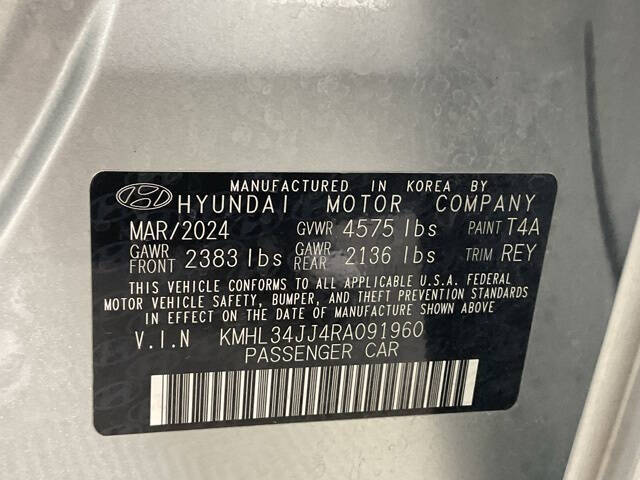 MANUFACTURED IN KOREA BY
HYUNDAI MOTOR COMPANY
MAR/2024 GVWR 4575 lbs PAINT T4A
GAWR FRONT 2383 lbs GAWR REAR 2136 lbs TRIM REY
THIS VEHICLE CONFORMS TO ALL APPLICABLE U.S.A. FEDERAL
MOTOR VEHICLE SAFETY, BUMPER, AND THEFT PREVENTION STANDARDS
IN EFFECT ON THE DATE OF MANUFACTURE SHOWN ABOVE
V.I.N KMHL34JJ4RA091960
PASSENGER CAR